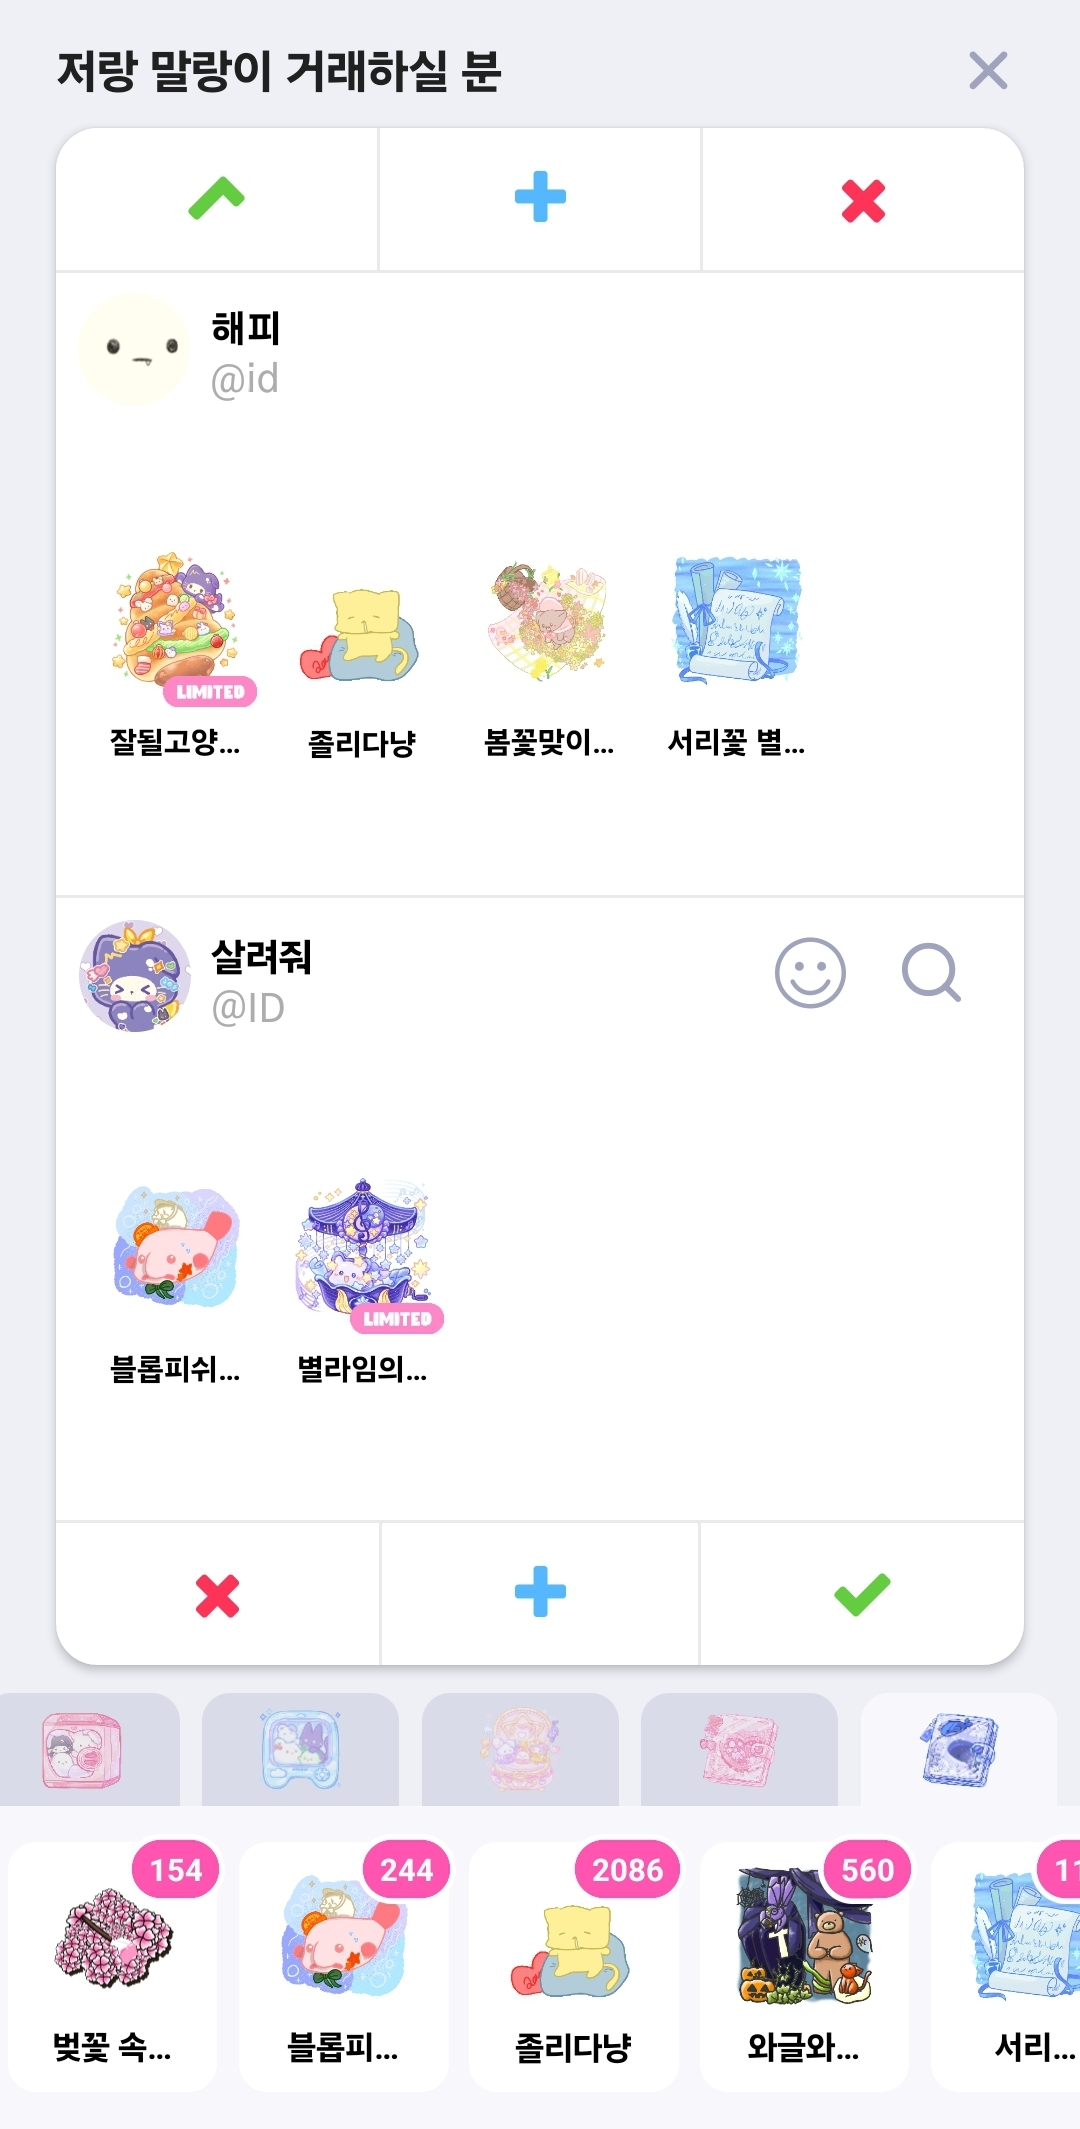 저랑 말랑이 거래하실 분
해피
@id
LIMITED
잘될고양...
졸리다냥
봄꽃맞이...
서리꽃 별...
살려줘
@ID
LIMITED
블롭피쉬...
별라임의...
154
244
2086
560
벚꽃 속...
블롭피...
졸리다냥
와글와...
서리...